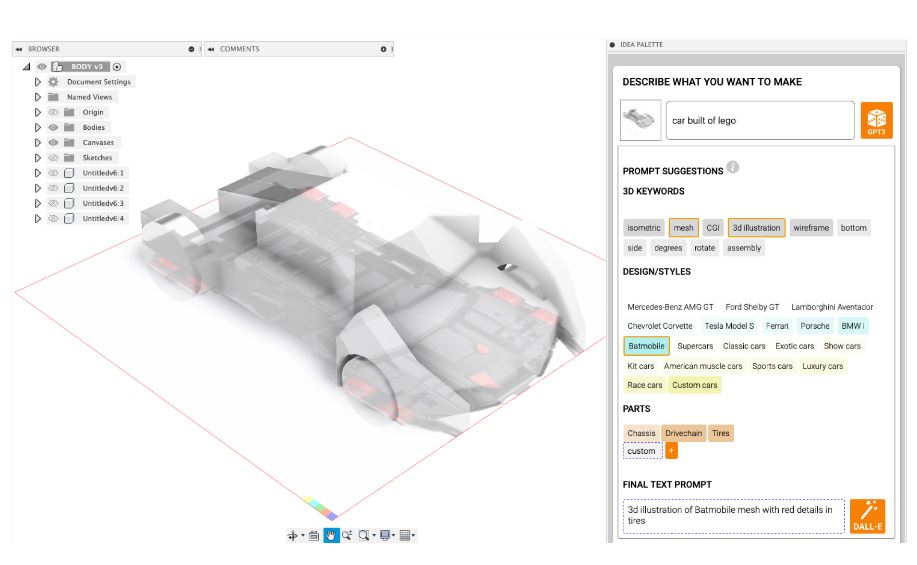 BROWSER
COMMENTS
BODY v3
Document Settings
Named Views
Origin
Bodies
Canvases
Sketches
Untitledv6:1
Untitledv6:2
Untitledv6:3
Untitledv6:4
IDEA PALETTE
DESCRIBE WHAT YOU WANT TO MAKE
car built of lego
GPT3
PROMPT SUGGESTIONS i
3D KEYWORDS
isometric mesh CGI 3d illustration wireframe bottom
side degrees rotate assembly
DESIGN/STYLES
Mercedes-Benz AMG GT Ford Shelby GT Lamborghini Aventador
Chevrolet Corvette Tesla Model S Ferrari Porsche BMW i
Batmobile Supercars Classic cars Exotic cars Show cars
Kit cars American muscle cars Sports cars Luxury cars
Race cars Custom cars
PARTS
Chassis Drivechain Tires
custom +
FINAL TEXT PROMPT
3d illustration of Batmobile mesh with red details in
tires
DALL-E